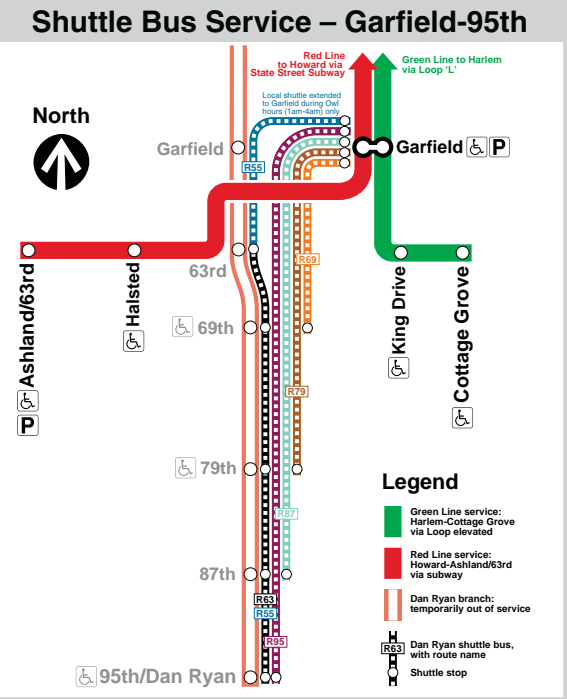 Shuttle Bus Service – Garfield-95th
Red Line
to Howard via
State Street Subway
Green Line to Harlem
via Loop 'L'
Local shuttle extended
to Garfield during Owl
hours (1am-4am) only
North
Garfield
Garfield
P
R55
63rd
R69
Ashland/63rd
P
Halsted
King Drive
Cottage Grove
69th
R79
79th
R87
87th
R63
R55
R95
95th/Dan Ryan
Legend
Green Line service:
Harlem-Cottage Grove
via Loop elevated
Red Line service:
Howard-Ashland/63rd
via subway
Dan Ryan branch:
temporarily out of service
R63
Dan Ryan shuttle bus,
with route name
Shuttle stop